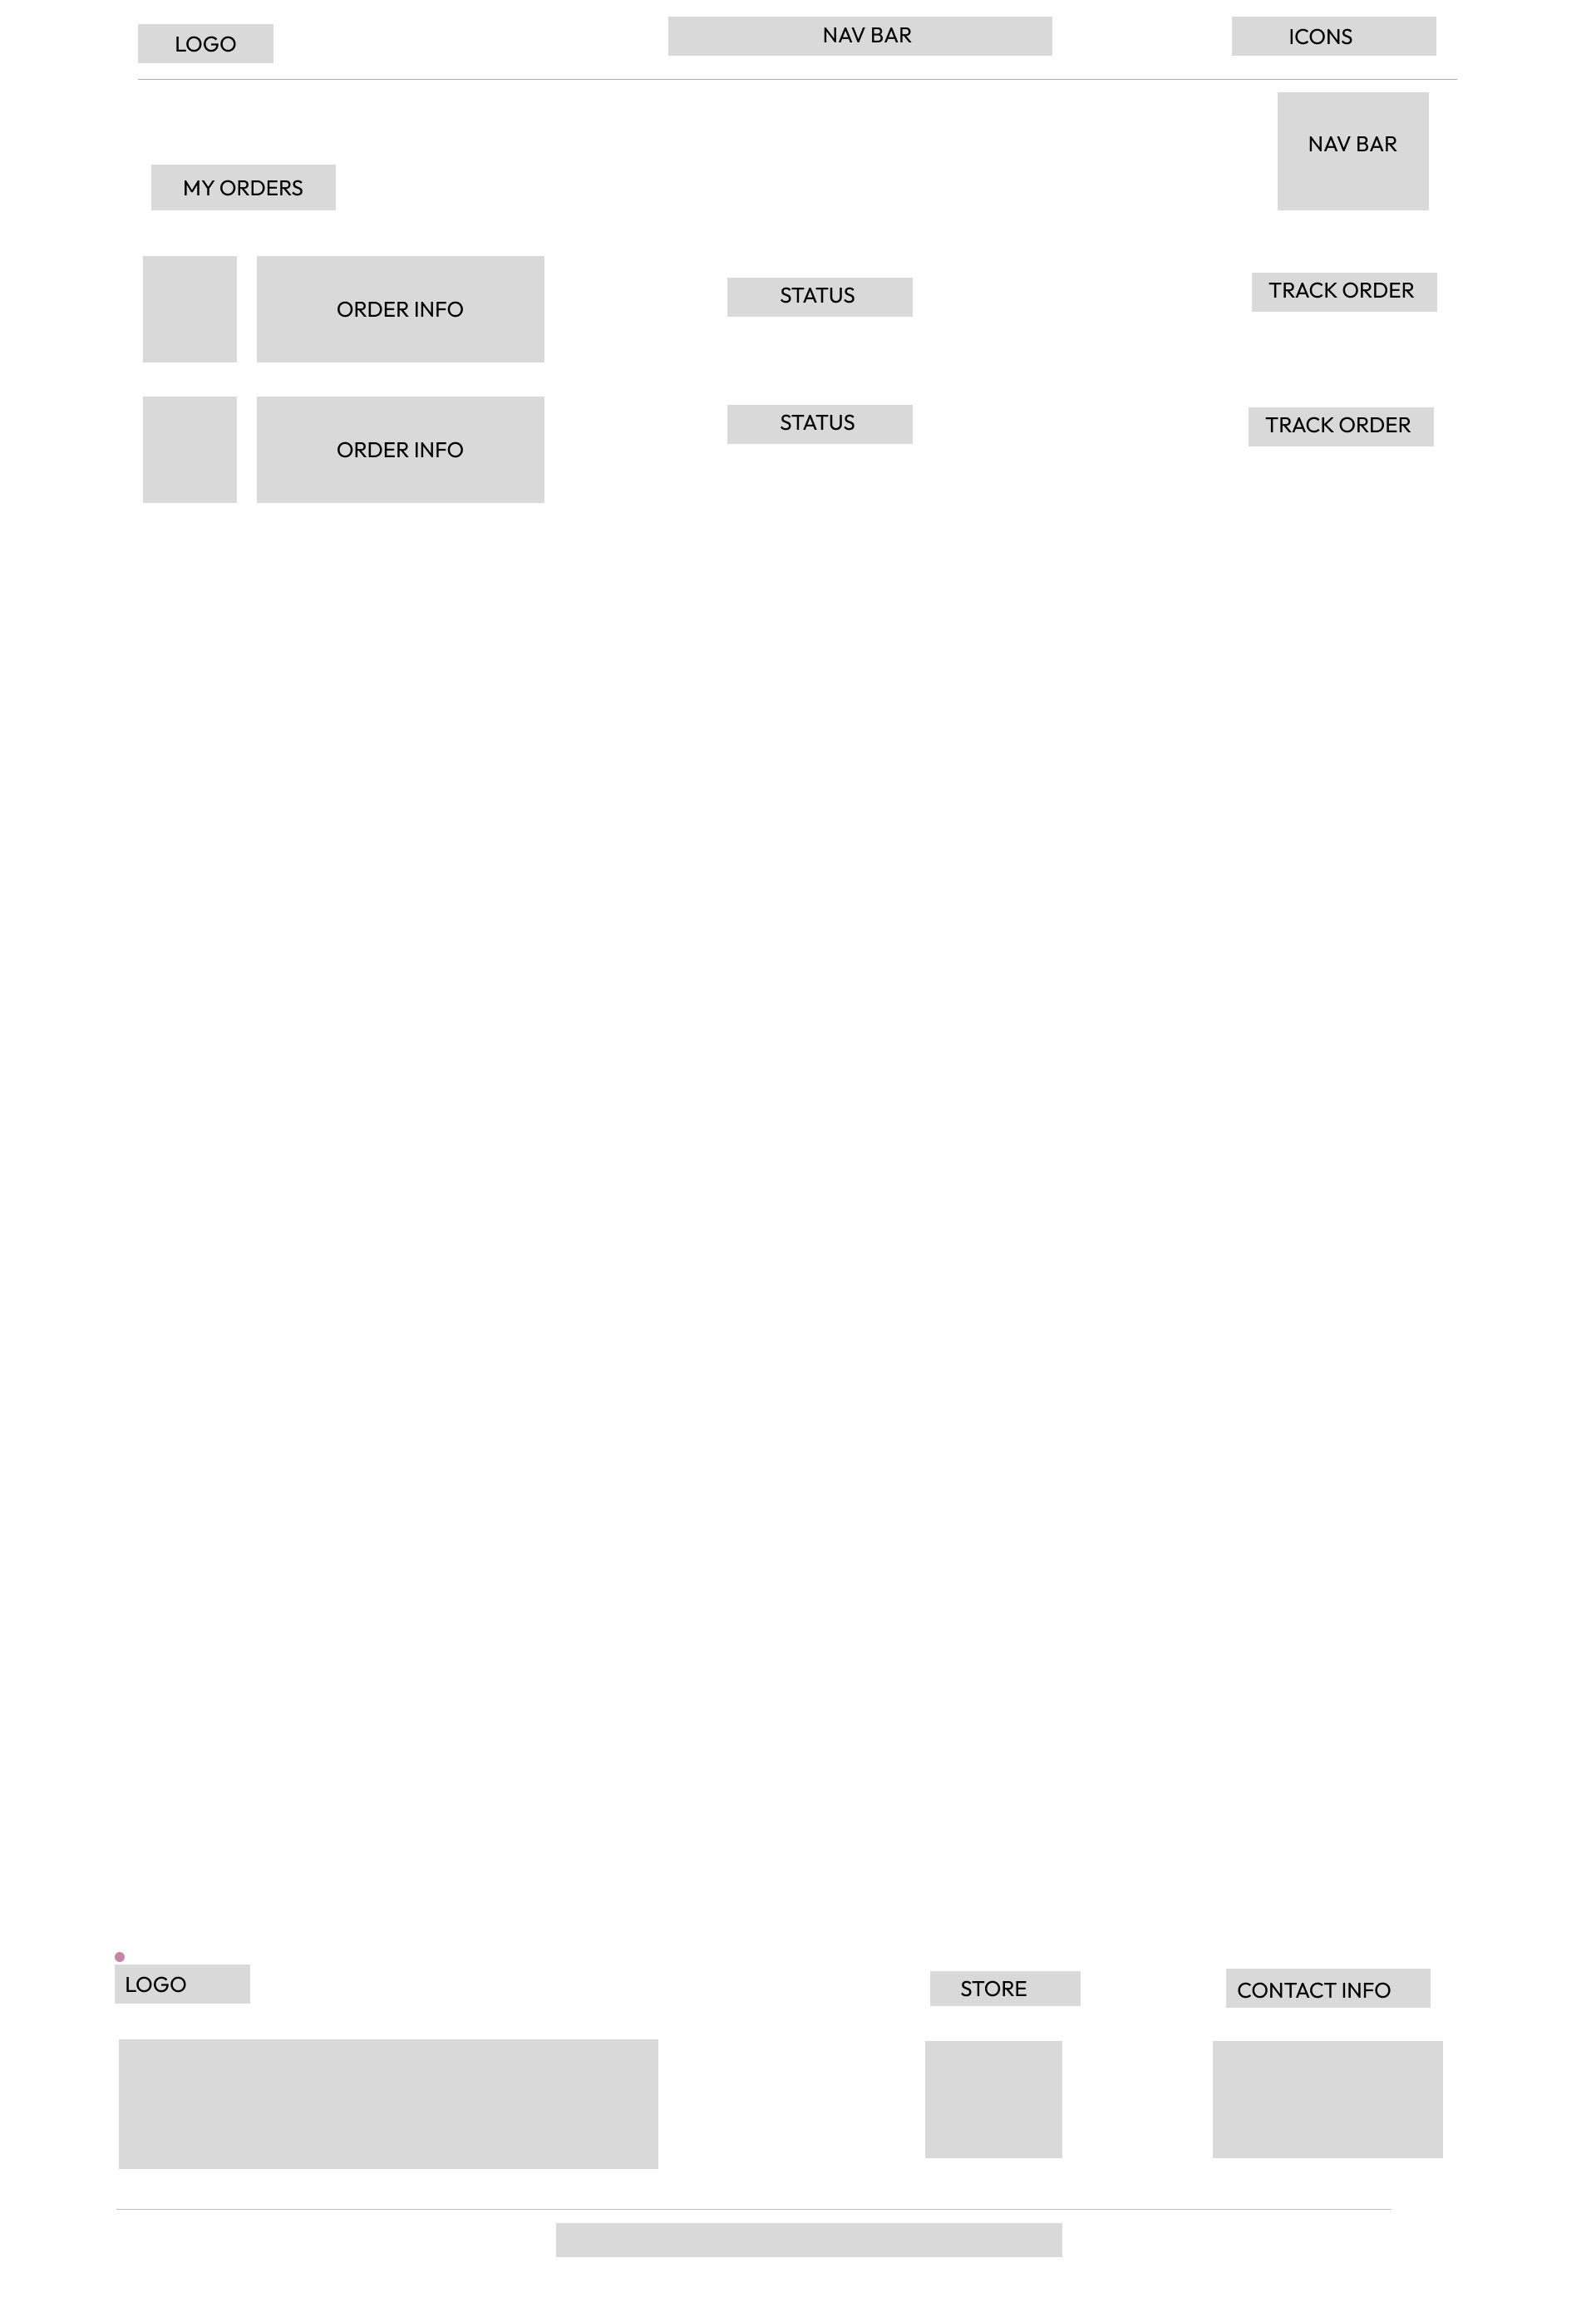 LOGO
NAV BAR
ICONS
NAV BAR
MY ORDERS
ORDER INFO
STATUS
TRACK ORDER
ORDER INFO
STATUS
TRACK ORDER
LOGO
STORE
CONTACT INFO